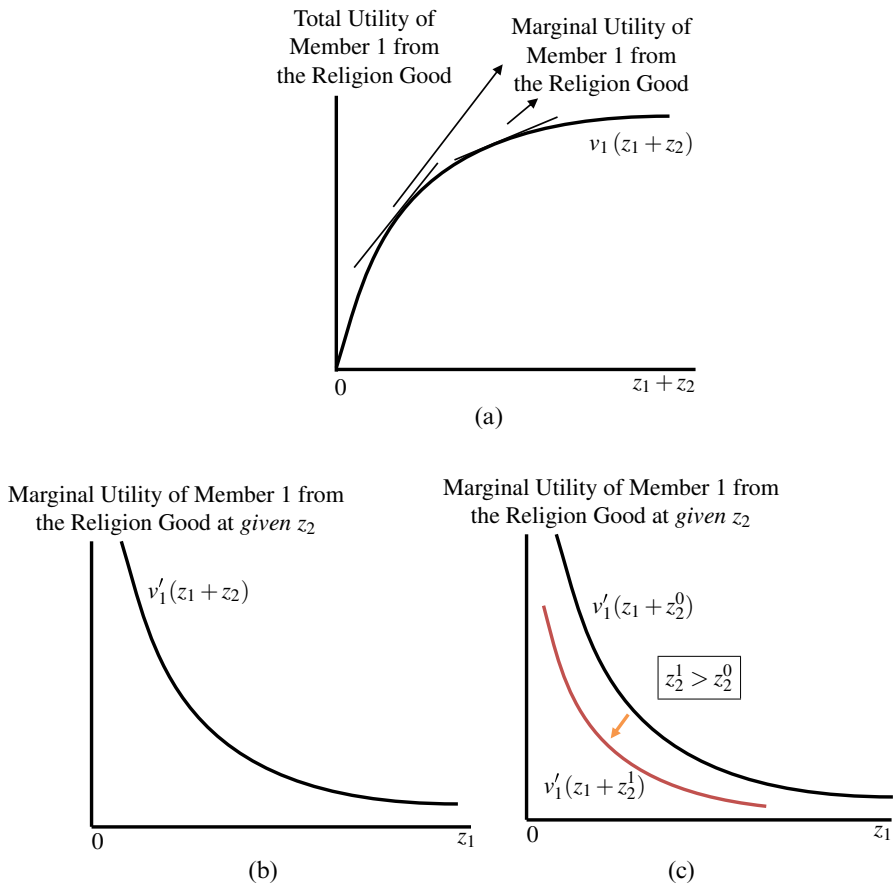 Total Utility of
Member 1 from
the Religion Good
Marginal Utility of
Member 1 from
the Religion Good
v₁ (z₁ + z₂)
0
z₁ + z₂
(a)
Marginal Utility of Member 1 from
the Religion Good at given z₂
v′₁(z₁ + z₂)
0
z₁
(b)
Marginal Utility of Member 1 from
the Religion Good at given z₂
v′₁(z₁ + z₂⁰)
z₂¹ > z₂⁰
v′₁(z₁ + z₂¹)
0
z₁
(c)